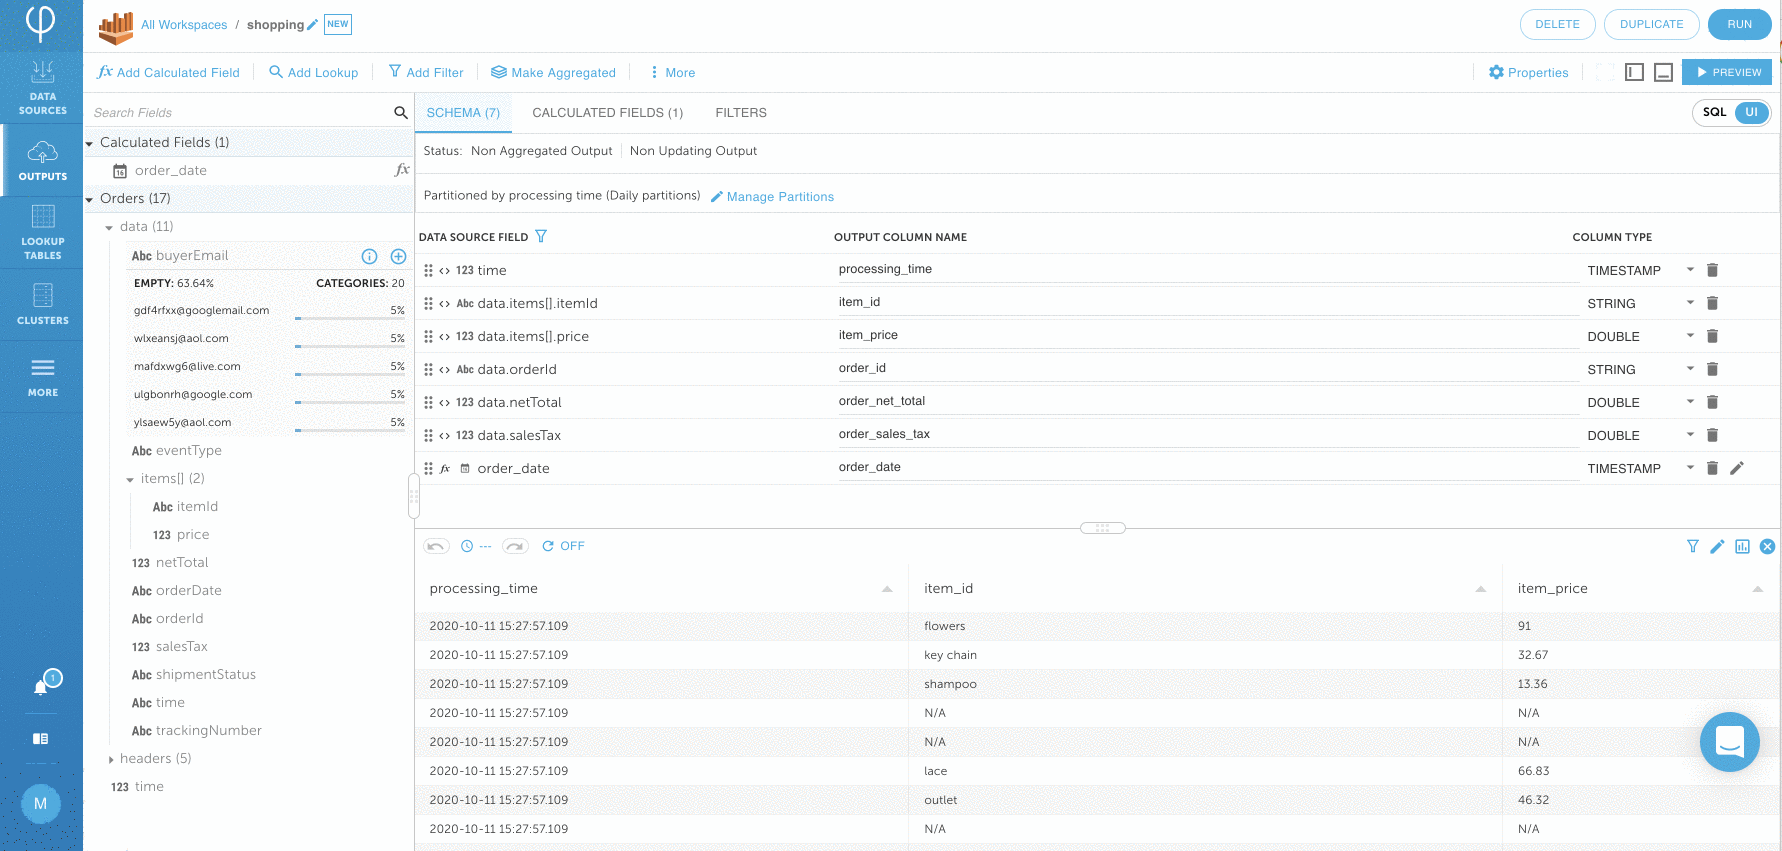 All Workspaces / shopping NEW
DELETE DUPLICATE RUN
fx Add Calculated Field Add Lookup Add Filter Make Aggregated More Properties PREVIEW
DATA SOURCES
OUTPUTS
LOOKUP TABLES
CLUSTERS
MORE
1
M
Search Fields
Calculated Fields (1)
16 order_date fx
Orders (17)
data (11)
Abc buyerEmail
EMPTY: 63.64% CATEGORIES: 20
gdf4rfxx@googlemail.com 5%
wlxeansj@aol.com 5%
mafdxwg6@live.com 5%
ulgbonrh@google.com 5%
ylsaew5y@aol.com 5%
Abc eventType
items[] (2)
Abc itemId
123 price
123 netTotal
Abc orderDate
Abc orderId
123 salesTax
Abc shipmentStatus
Abc time
Abc trackingNumber
headers (5)
123 time
SCHEMA (7) CALCULATED FIELDS (1) FILTERS SQL UI
Status: Non Aggregated Output Non Updating Output
Partitioned by processing time (Daily partitions) Manage Partitions
DATA SOURCE FIELD OUTPUT COLUMN NAME COLUMN TYPE
<> 123 time processing_time TIMESTAMP
<> Abc data.items[].itemId item_id STRING
<> 123 data.items[].price item_price DOUBLE
<> Abc data.orderId order_id STRING
<> 123 data.netTotal order_net_total DOUBLE
<> 123 data.salesTax order_sales_tax DOUBLE
fx order_date order_date TIMESTAMP
--- OFF
processing_time item_id item_price
2020-10-11 15:27:57.109 flowers 91
2020-10-11 15:27:57.109 key chain 32.67
2020-10-11 15:27:57.109 shampoo 13.36
2020-10-11 15:27:57.109 N/A N/A
2020-10-11 15:27:57.109 N/A N/A
2020-10-11 15:27:57.109 lace 66.83
2020-10-11 15:27:57.109 outlet 46.32
2020-10-11 15:27:57.109 N/A N/A